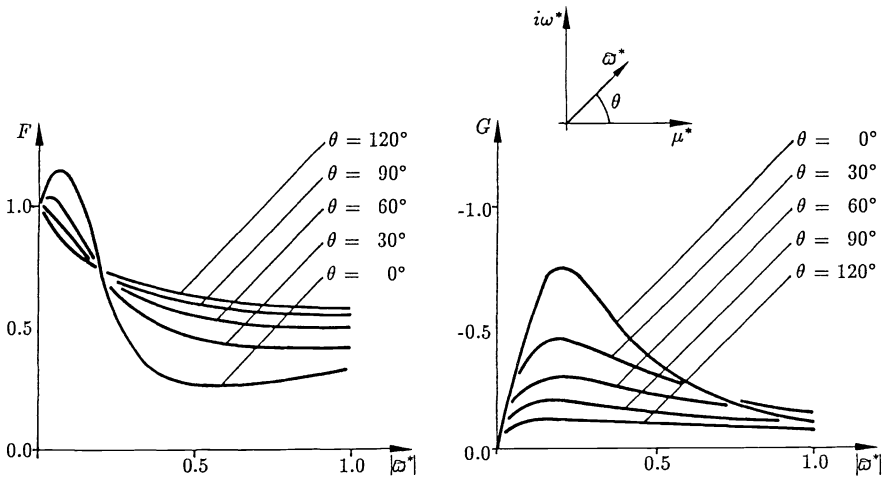 F
1.0
0.5
0.0
0.5
1.0
|ϖ*|
θ = 120°
θ = 90°
θ = 60°
θ = 30°
θ = 0°
iω*
ϖ*
θ
μ*
G
-1.0
-0.5
0.0
0.5
1.0
|ϖ*|
θ = 0°
θ = 30°
θ = 60°
θ = 90°
θ = 120°